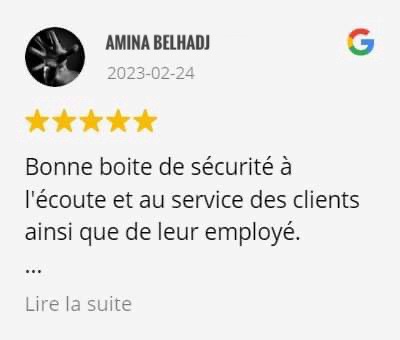 AMINA BELHADJ
2023-02-24
Bonne boite de sécurité à
l'écoute et au service des clients
ainsi que de leur employé.
...
Lire la suite